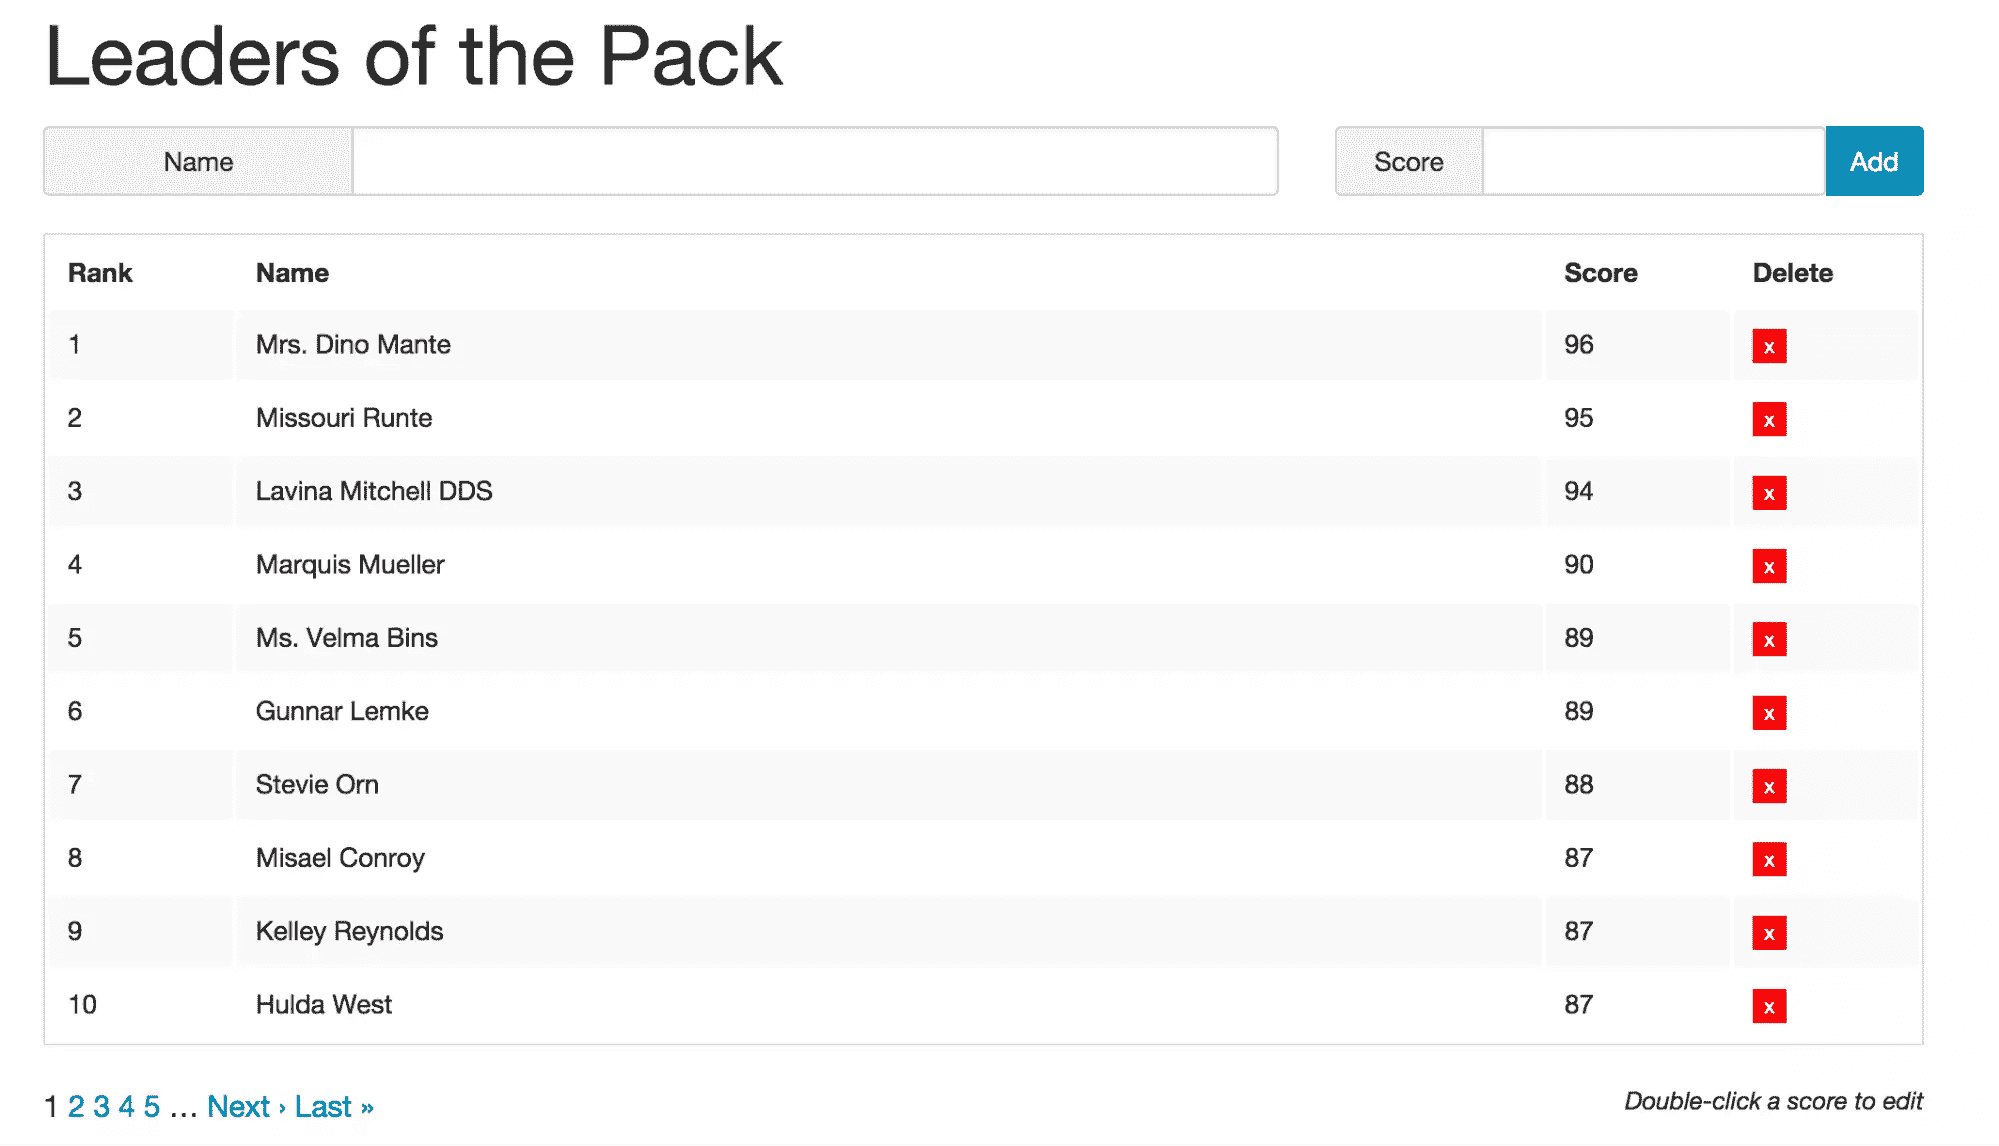 Leaders of the Pack
Name Score Add
Rank Name Score Delete
1 Mrs. Dino Mante 96 x
2 Missouri Runte 95 x
3 Lavina Mitchell DDS 94 x
4 Marquis Mueller 90 x
5 Ms. Velma Bins 89 x
6 Gunnar Lemke 89 x
7 Stevie Orn 88 x
8 Misael Conroy 87 x
9 Kelley Reynolds 87 x
10 Hulda West 87 x
1 2 3 4 5 … Next › Last » Double-click a score to edit